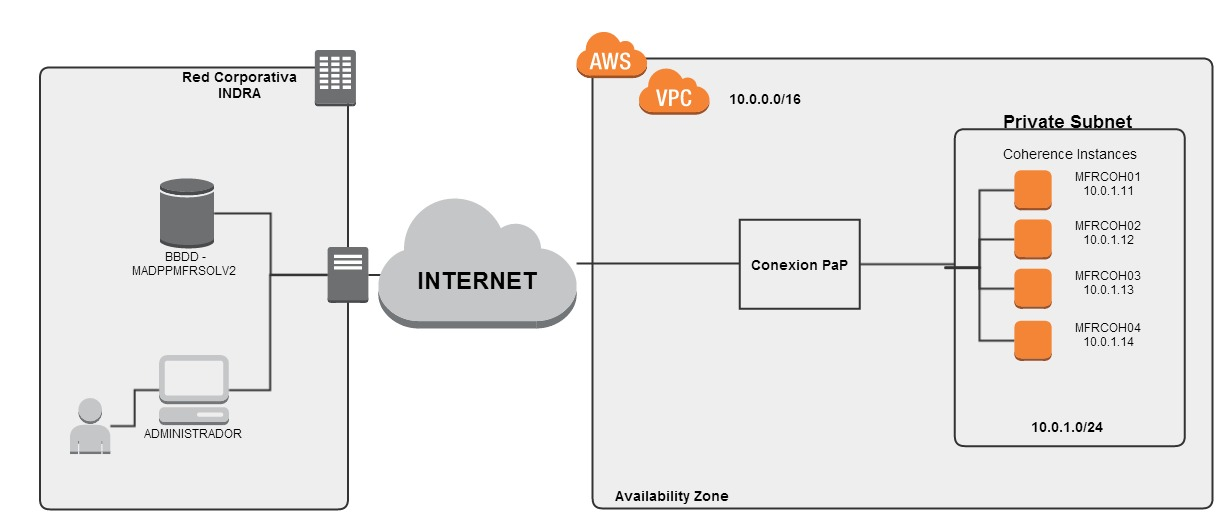 Red Corporativa
INDRA
BBDD -
MADPPMFRSOLV2
ADMINISTRADOR
INTERNET
AWS
VPC
10.0.0.0/16
Conexion PaP
Private Subnet
Coherence Instances
MFRCOH01
10.0.1.11
MFRCOH02
10.0.1.12
MFRCOH03
10.0.1.13
MFRCOH04
10.0.1.14
10.0.1.0/24
Availability Zone